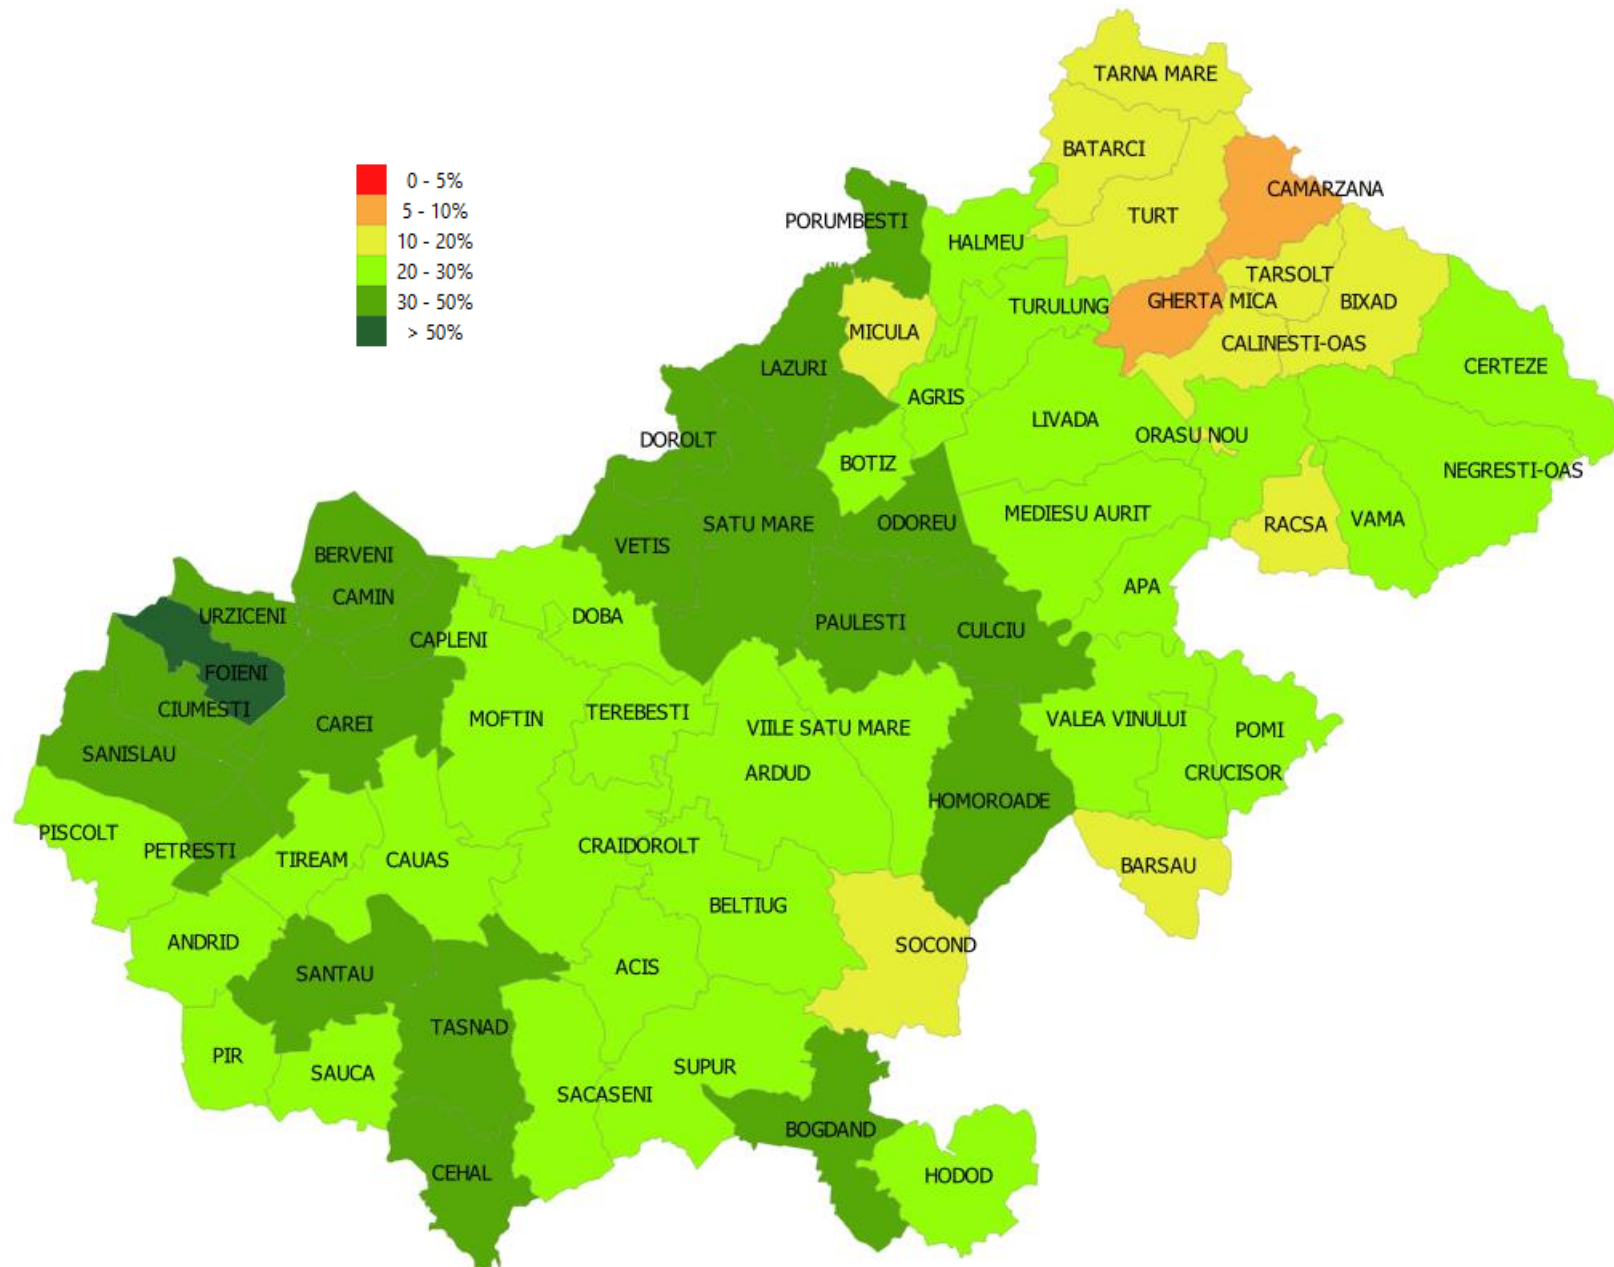 TARNA MARE
BATARCI
0 - 5%
5 - 10%
10 - 20%
20 - 30%
30 - 50%
> 50%
CAMARZANA
PORUMBESTI
TURT
HALMEU
TARSOLT
TURULUNG
GHERTA MICA
BIXAD
MICULA
CALINESTI-OAS
LAZURI
CERTEZE
AGRIS
LIVADA
DOROLT
ORASU NOU
BOTIZ
NEGRESTI-OAS
SATU MARE
ODOREU
MEDIESU AURIT
RACSA
VAMA
VETIS
BERVENI
CAMIN
APA
URZICENI
DOBA
PAULESTI
CULCIU
CAPLENI
FOIENI
CIUMESTI
CAREI
MOFTIN
TEREBESTI
VIILE SATU MARE
VALEA VINULUI
POMI
SANISLAU
ARDUD
CRUCISOR
HOMOROADE
PISCOLT
PETRESTI
TIREAM
CAUAS
CRAIDOROLT
BARSAU
BELTIUG
ANDRID
SOCOND
SANTAU
ACIS
TASNAD
PIR
SAUCA
SUPUR
SACASENI
BOGDAND
CEHAL
HODOD